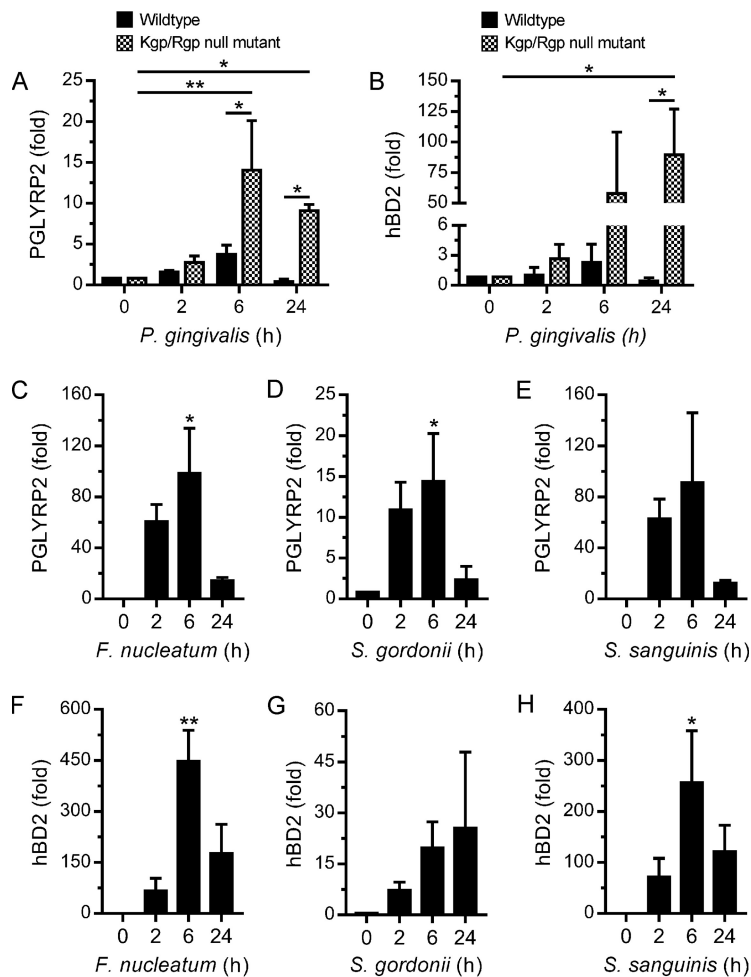 Wildtype
Kgp/Rgp null mutant
Wildtype
Kgp/Rgp null mutant
A
*
**
*
*
PGLYRP2 (fold)
25
20
15
10
5
0
0 2 6 24
P. gingivalis (h)
B
*
*
hBD2 (fold)
150
125
100
75
50
6
3
0
0 2 6 24
P. gingivalis (h)
C
*
PGLYRP2 (fold)
160
120
80
40
0
0 2 6 24
F. nucleatum (h)
D
*
PGLYRP2 (fold)
25
20
15
10
5
0
0 2 6 24
S. gordonii (h)
E
PGLYRP2 (fold)
160
120
80
40
0
0 2 6 24
S. sanguinis (h)
F
**
hBD2 (fold)
600
450
300
150
0
0 2 6 24
F. nucleatum (h)
G
hBD2 (fold)
60
45
30
15
0
0 2 6 24
S. gordonii (h)
H
*
hBD2 (fold)
400
300
200
100
0
0 2 6 24
S. sanguinis (h)